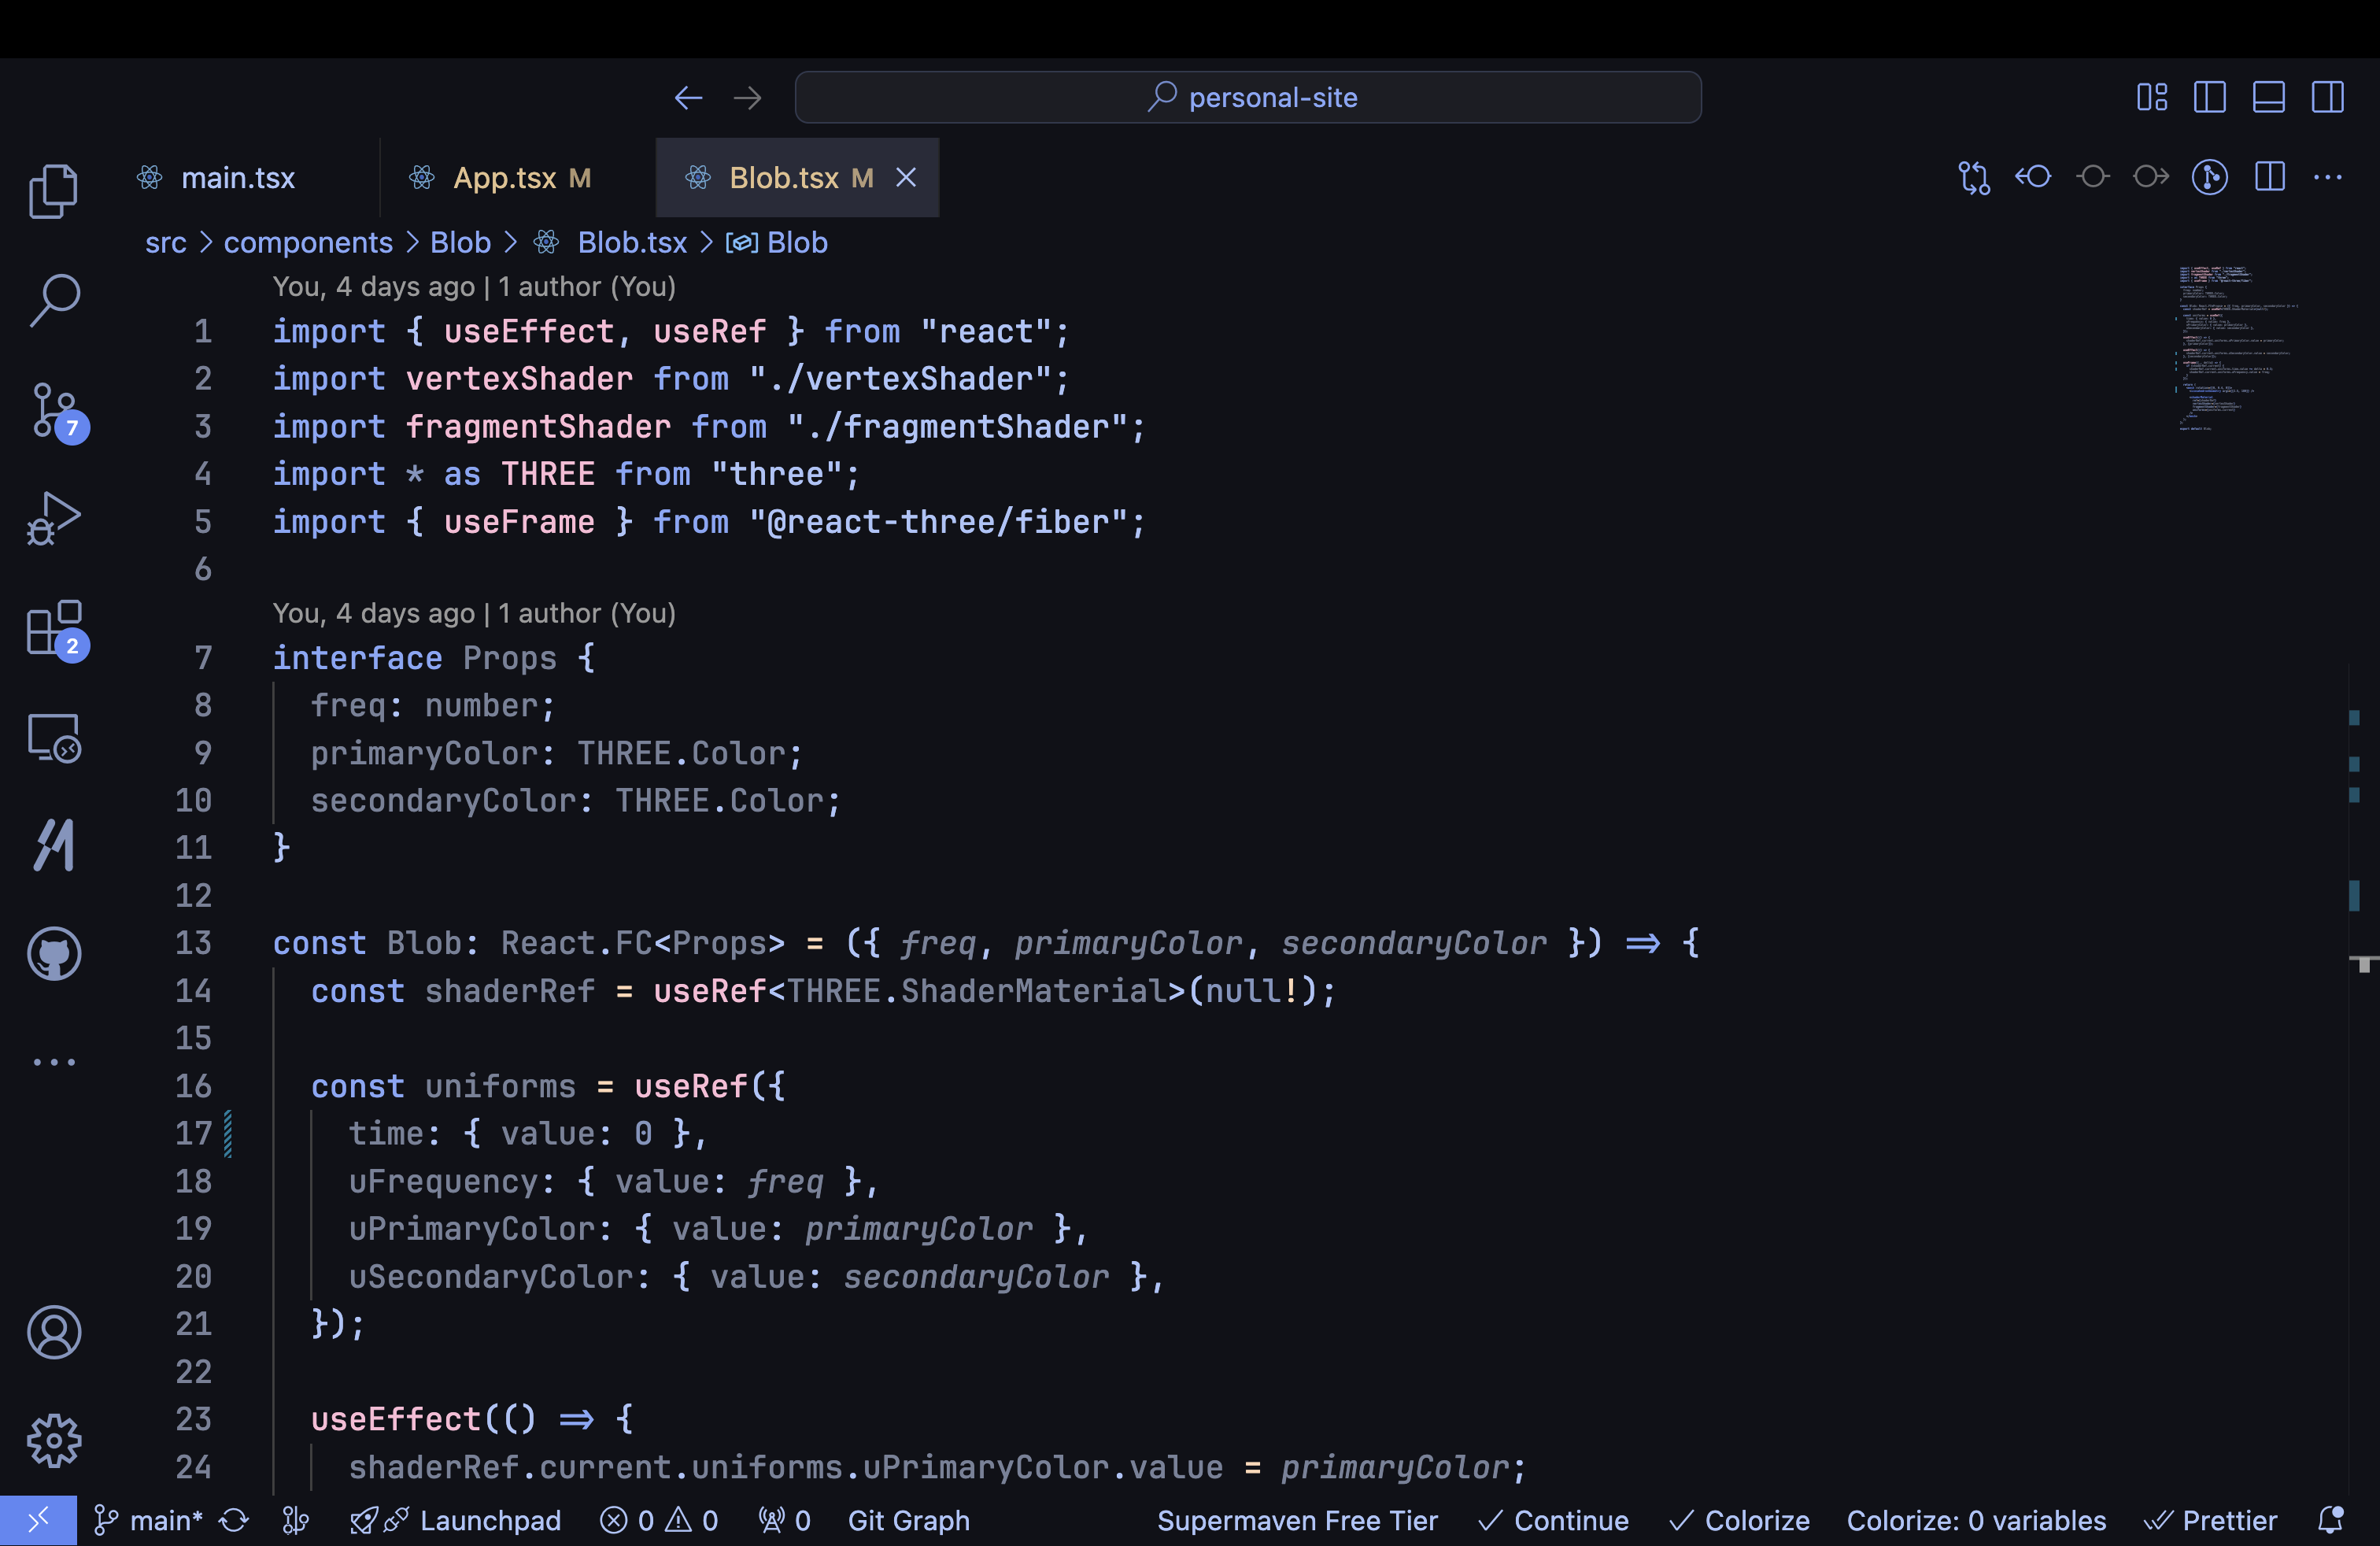 personal-site
main.tsx
App.tsx M
Blob.tsx M
src > components > Blob > Blob.tsx > Blob
You, 4 days ago | 1 author (You)
1 import { useEffect, useRef } from "react";
2 import vertexShader from "./vertexShader";
3 import fragmentShader from "./fragmentShader";
4 import * as THREE from "three";
5 import { useFrame } from "@react-three/fiber";
6
You, 4 days ago | 1 author (You)
7 interface Props {
8 freq: number;
9 primaryColor: THREE.Color;
10 secondaryColor: THREE.Color;
11 }
12
13 const Blob: React.FC<Props> = ({ freq, primaryColor, secondaryColor }) => {
14 const shaderRef = useRef<THREE.ShaderMaterial>(null!);
15
16 const uniforms = useRef({
17 time: { value: 0 },
18 uFrequency: { value: freq },
19 uPrimaryColor: { value: primaryColor },
20 uSecondaryColor: { value: secondaryColor },
21 });
22
23 useEffect(() => {
24 shaderRef.current.uniforms.uPrimaryColor.value = primaryColor;
7
2
main* Launchpad 0 0 0 Git Graph Supermaven Free Tier Continue Colorize Colorize: 0 variables Prettier